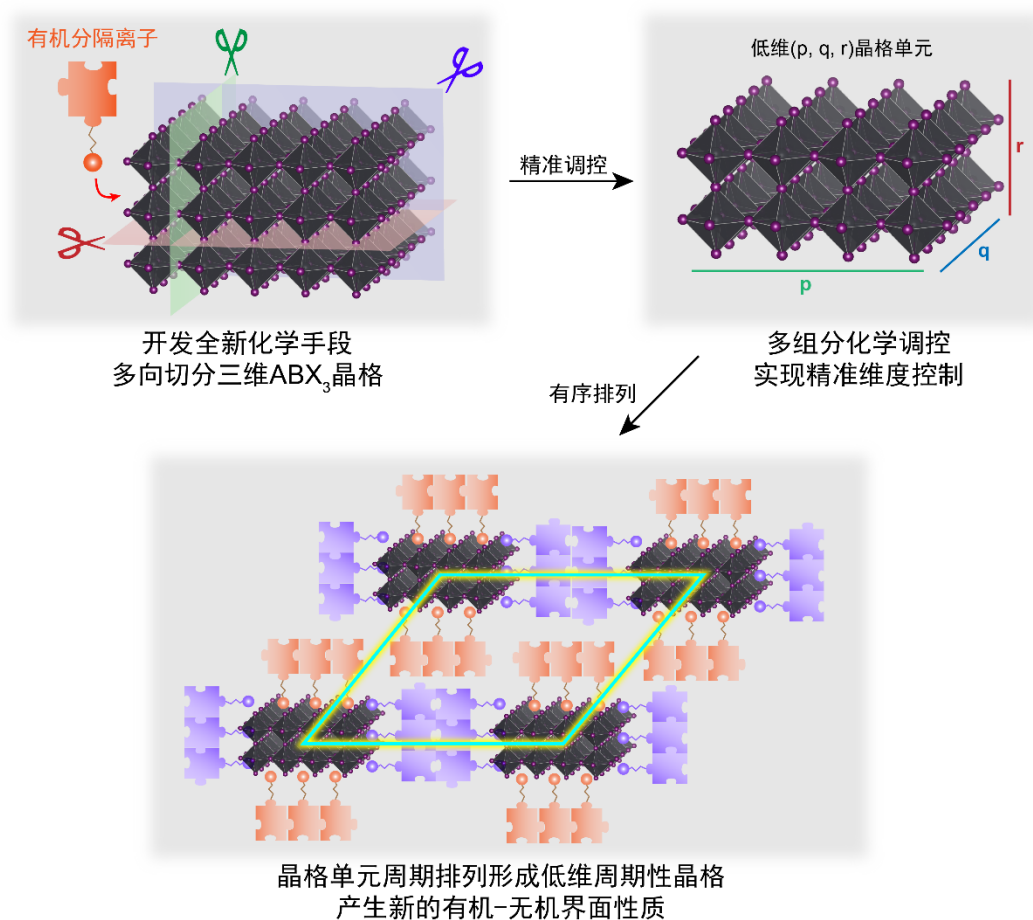 有机分隔离子
低维(p, q, r)晶格单元
r
精准调控
q
p
开发全新化学手段
多向切分三维ABX₃晶格
多组分化学调控
实现精准维度控制
有序排列
晶格单元周期排列形成低维周期性晶格
产生新的有机-无机界面性质